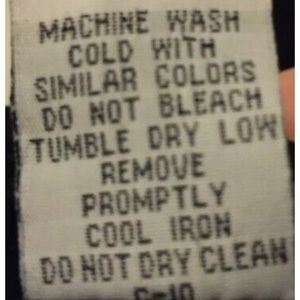 MACHINE WASH
COLD WITH
SIMILAR COLORS
DO NOT BLEACH
TUMBLE DRY LOW
REMOVE
PROMPTLY
COOL IRON
DO NOT DRY CLEAN